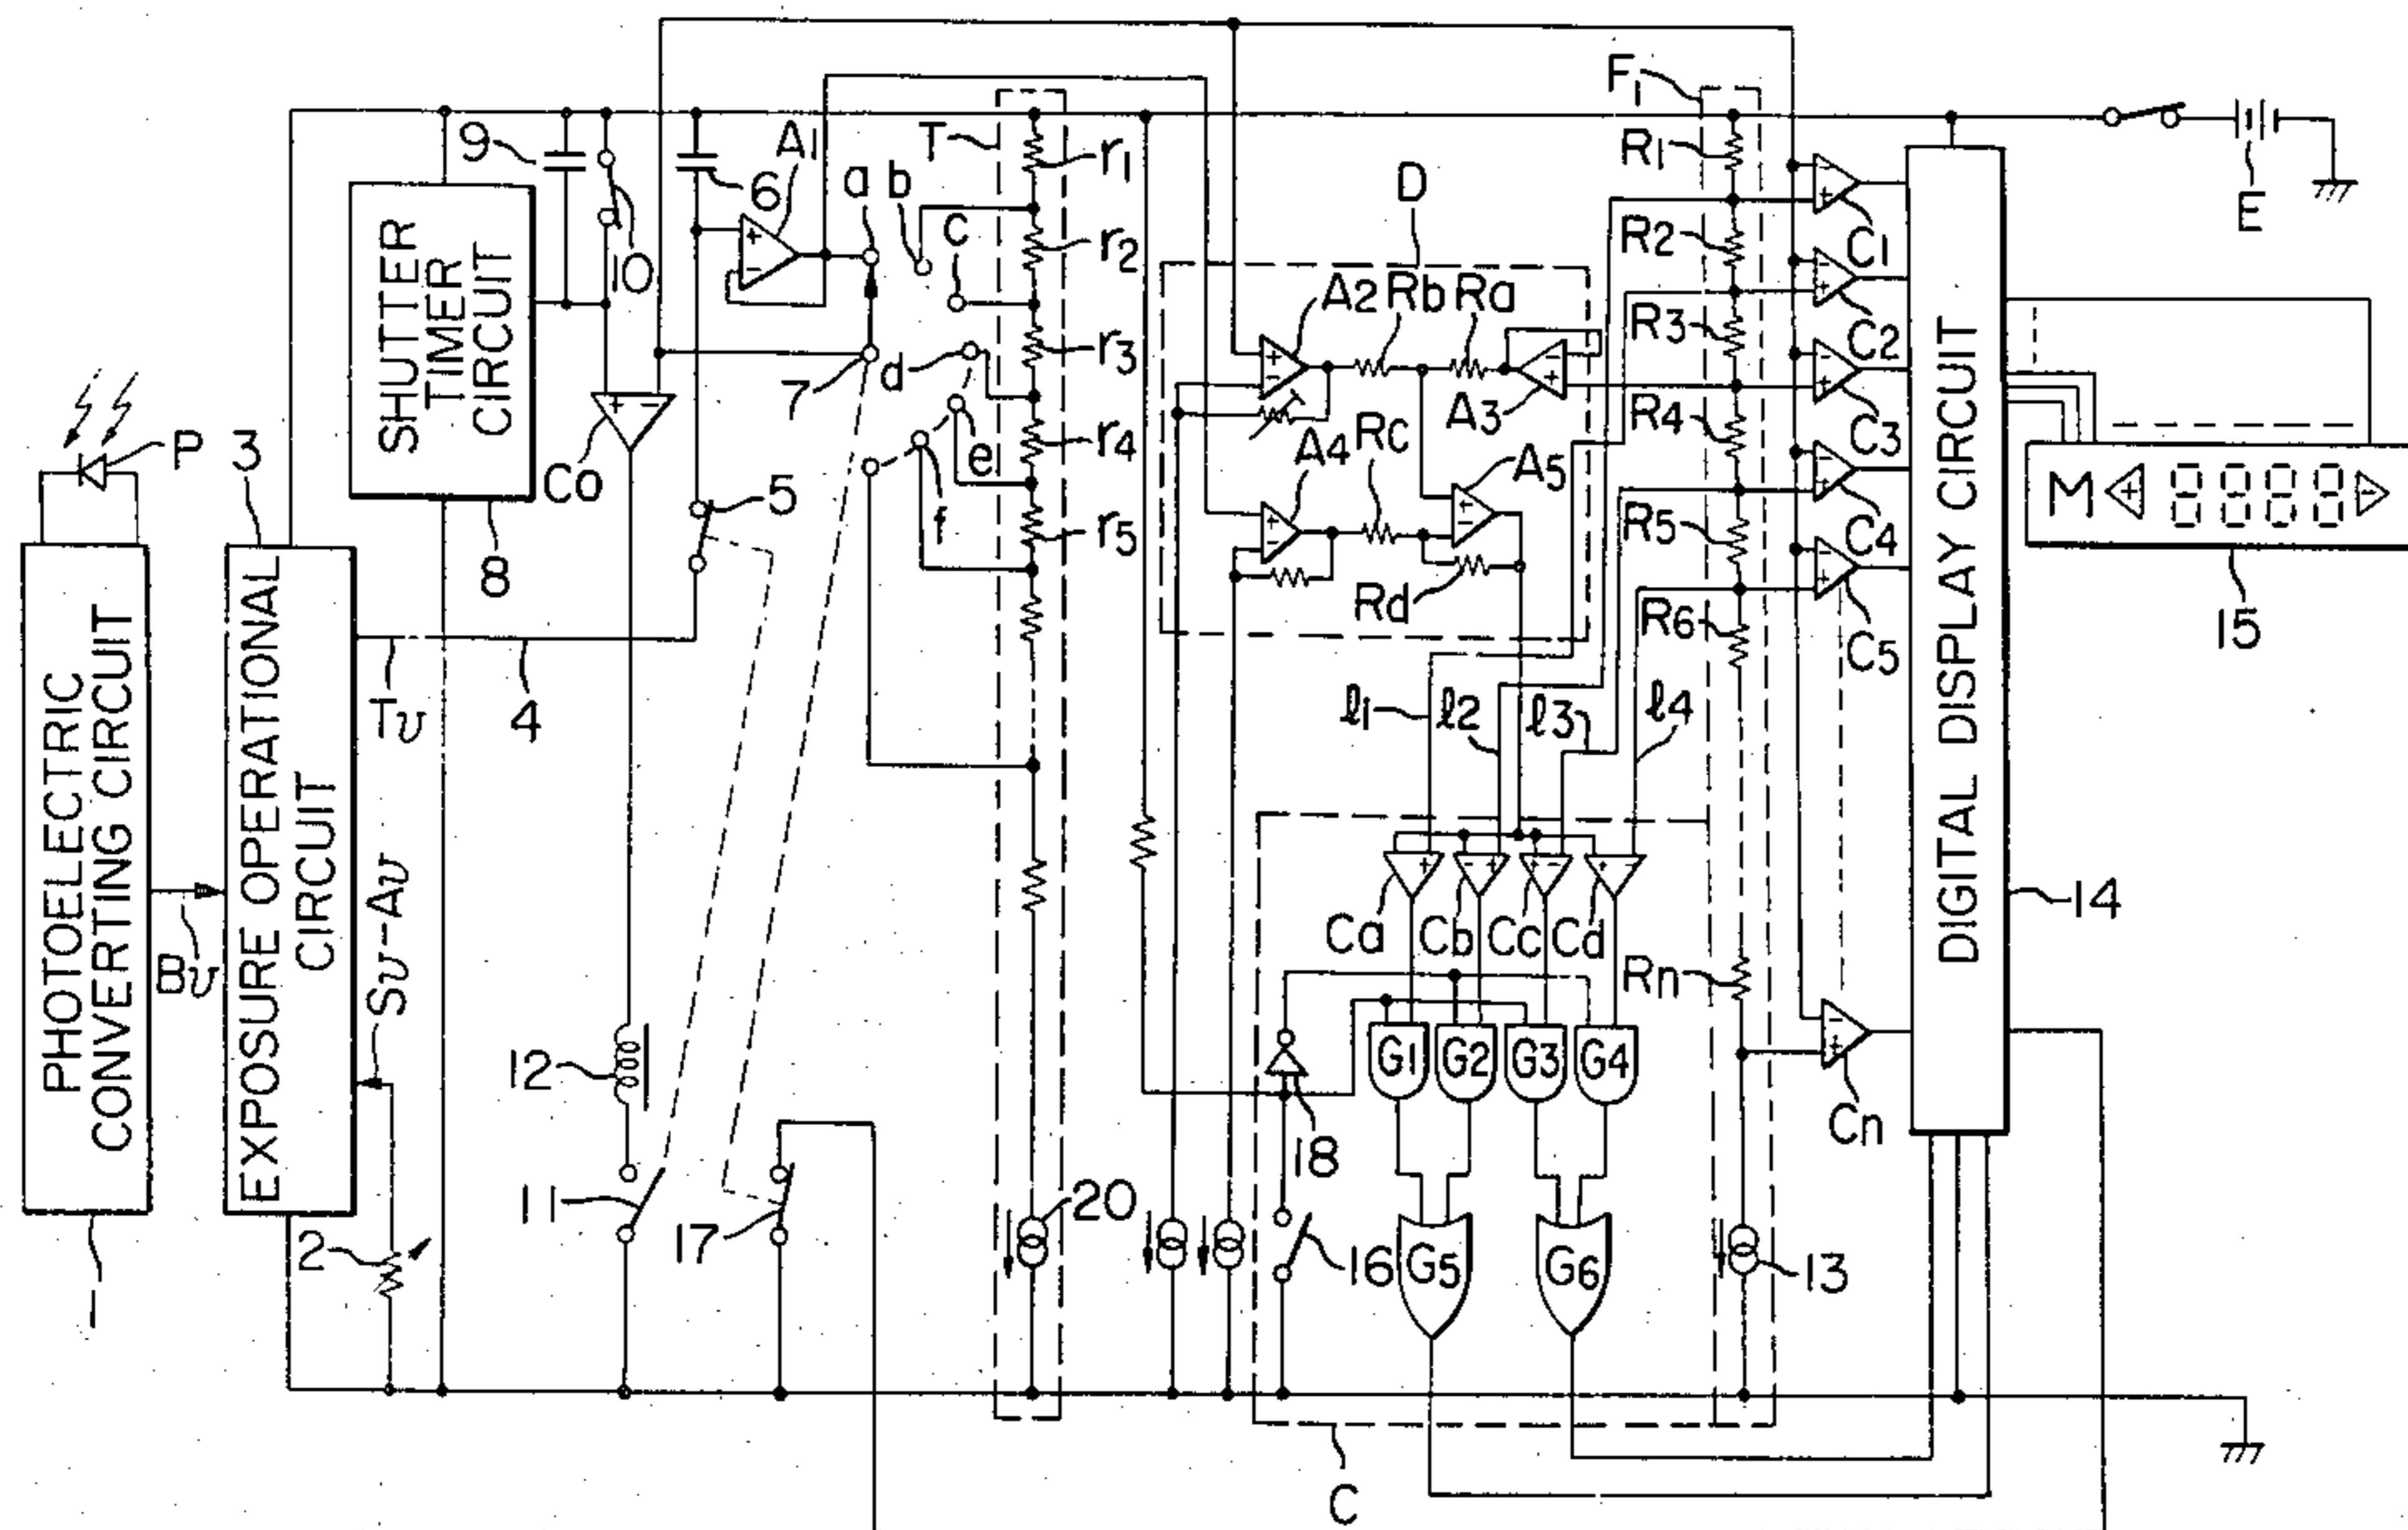 PHOTOELECTRIC
CONVERTING CIRCUIT
1
P
Bv
3
EXPOSURE OPERATIONAL
CIRCUIT
Tv
4
Sv-Av
2
SHUTTER
TIMER
CIRCUIT
8
9
10
6
A1
Co
5
7
a
b
c
d
e
f
12
11
17
T
r1
r2
r3
r4
r5
20
D
A2
Rb
Ra
A3
A4
Rc
A5
Rd
l1
l2
l3
l4
Ca
Cb
Cc
Cd
G1
G2
G3
G4
G5
G6
18
16
C
F1
R1
R2
R3
R4
R5
R6
Rn
13
C1
C2
C3
C4
C5
Cn
DIGITAL DISPLAY CIRCUIT
14
E
M + 8888 -
15
+ -